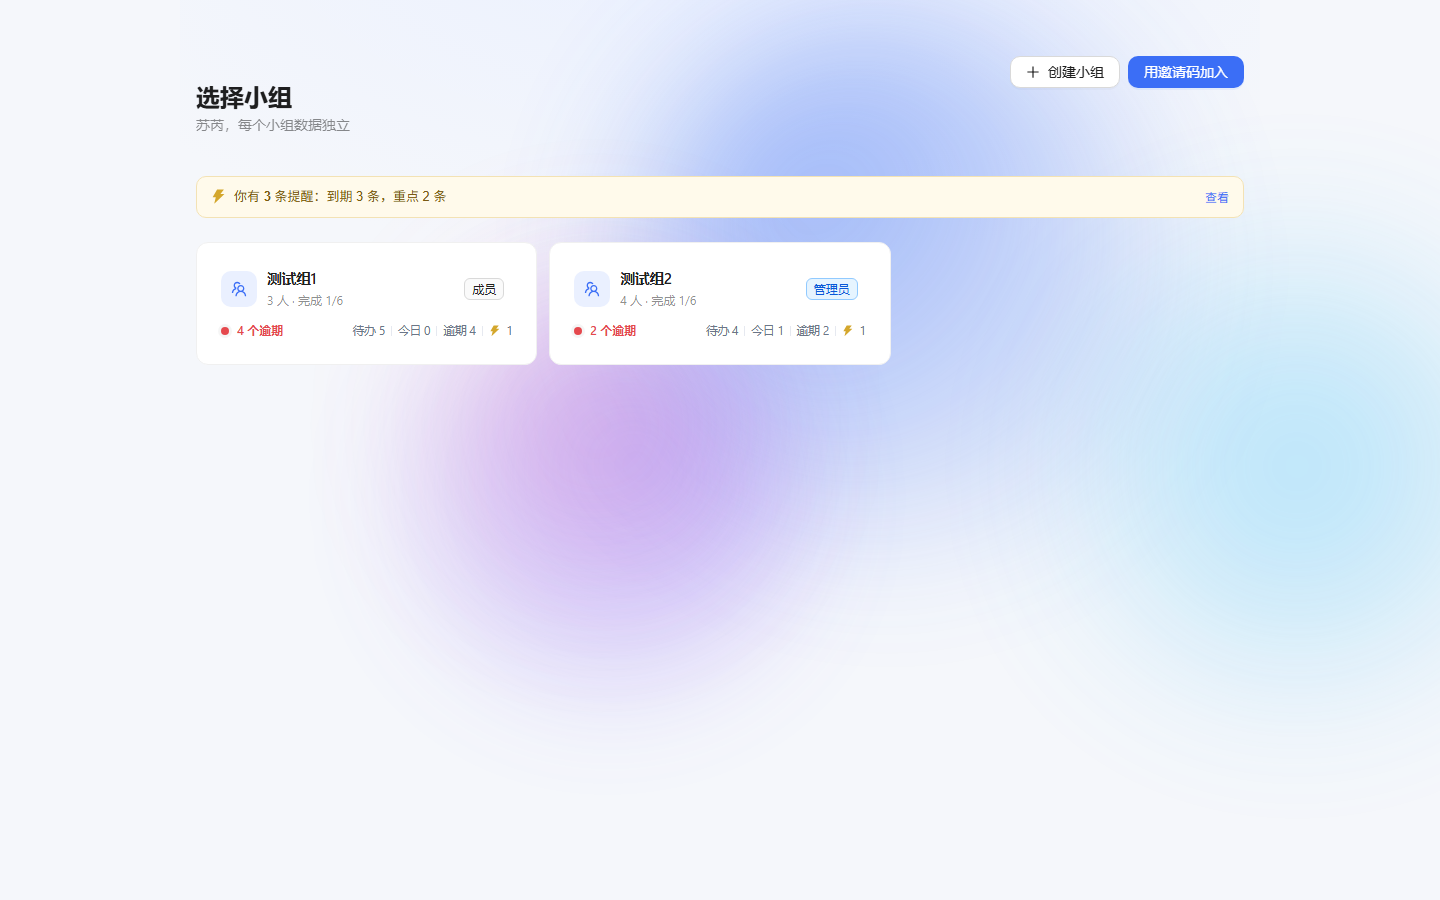 创建小组
用邀请码加入
选择小组
苏芮，每个小组数据独立
你有 3 条提醒：到期 3 条，重点 2 条
查看
测试组1
3 人 · 完成 1/6
成员
4 个逾期
待办 5
今日 0
逾期 4
1
测试组2
4 人 · 完成 1/6
管理员
2 个逾期
待办 4
今日 1
逾期 2
1